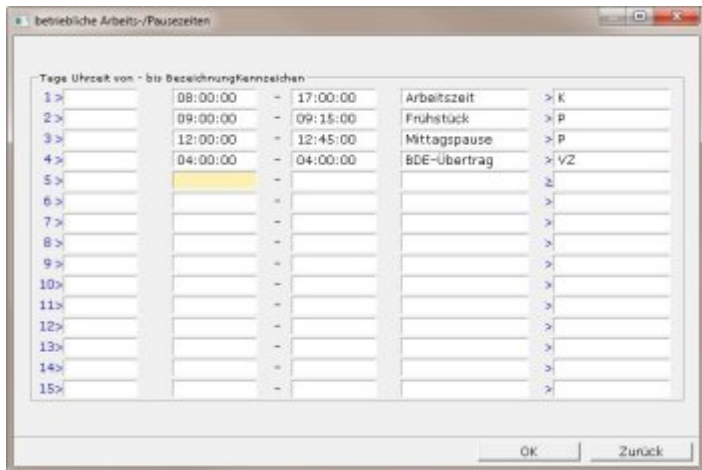 betriebliche Arbeits-/Pausezeiten
Tage Uhrzeit von - bis BezeichnungKennzeichen
1> 08:00:00 - 17:00:00 Arbeitszeit > K
2> 09:00:00 - 09:15:00 Frühstück > P
3> 12:00:00 - 12:45:00 Mittagspause > P
4> 04:00:00 - 04:00:00 BDE-Übertrag > VZ
5> - >
6> - >
7> - >
8> - >
9> - >
10> - >
11> - >
12> - >
13> - >
14> - >
15> - >
OK Zurück